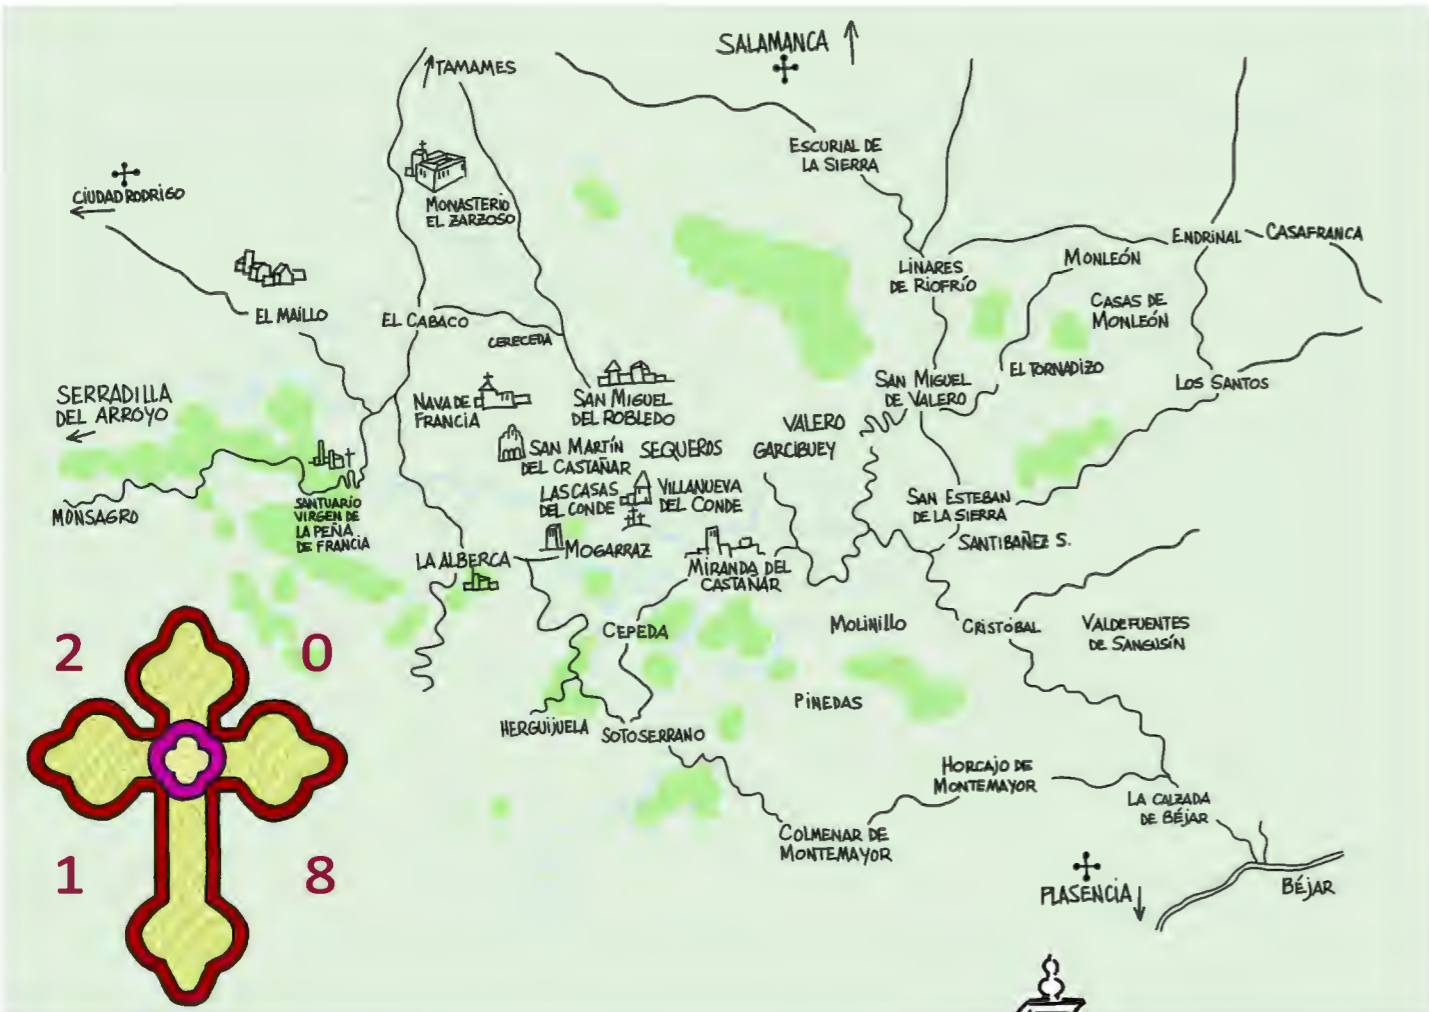 SALAMANCA
TAMAMES
ESCURIAL DE
LA SIERRA
CIUDAD RODRIGO
MONASTERIO
EL ZARZOSO
ENDRINAL
CASAFRANCA
MONLEÓN
LINARES
DE RIOFRÍO
CASAS DE
MONLEÓN
EL MAILLO
EL CABACO
CERECEDA
SERRADILLA
DEL ARROYO
NAVA DE
FRANCIA
SAN MIGUEL
DEL ROBLEDO
SAN MIGUEL
DE VALERO
EL TORNADIZO
LOS SANTOS
VALERO
GARCIBUEY
SAN MARTÍN
DEL CASTAÑAR
SEQUEROS
LAS CASAS
DEL CONDE
VILLANUEVA
DEL CONDE
SAN ESTEBAN
DE LA SIERRA
MONSAGRO
SANTUARIO
VIRGEN DE
LA PEÑA
DE FRANCIA
SANTIBAÑEZ S.
LA ALBERCA
MOGARRAZ
MIRANDA DEL
CASTAÑAR
CEPEDA
MOLINILLO
CRISTÓBAL
VALDEFUENTES
DE SANGUSÍN
2 0
PINEDAS
HERGUIJUELA
SOTOSERRANO
HORCAJO DE
MONTEMAYOR
LA CALZADA
DE BÉJAR
COLMENAR DE
MONTEMAYOR
1 8
PLASENCIA
BÉJAR